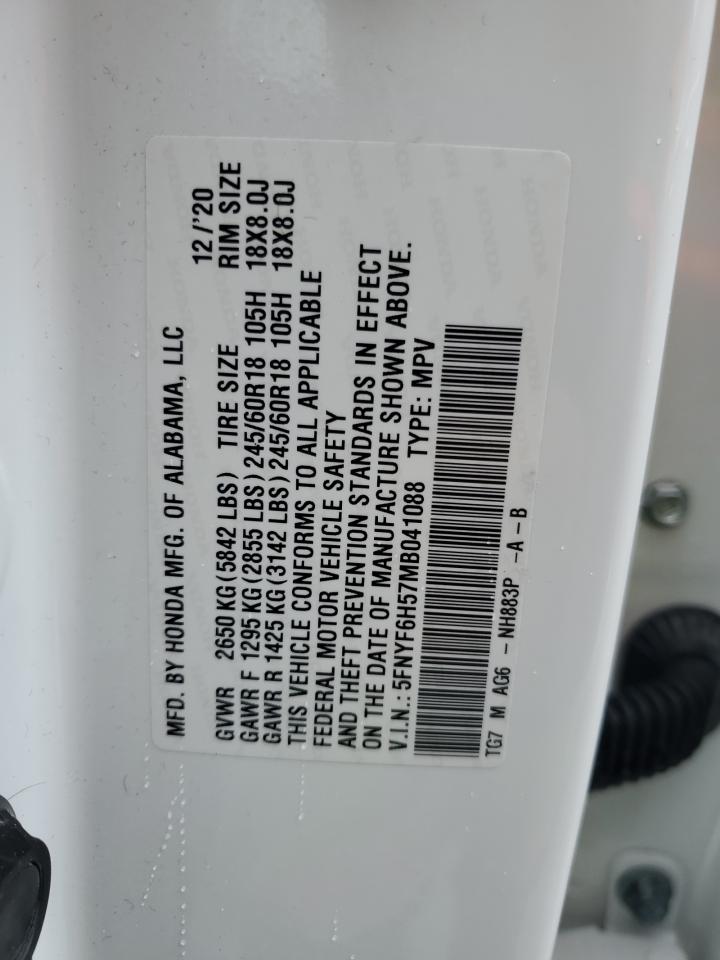 MFD. BY HONDA MFG. OF ALABAMA, LLC 12/'20
GVWR 2650 KG(5842 LBS) TIRE SIZE RIM SIZE
GAWR F 1295 KG(2855 LBS)245/60R18 105H 18X8.0J
GAWR R 1425 KG(3142 LBS)245/60R18 105H 18X8.0J
THIS VEHICLE CONFORMS TO ALL APPLICABLE
FEDERAL MOTOR VEHICLE SAFETY
AND THEFT PREVENTION STANDARDS IN EFFECT
ON THE DATE OF MANUFACTURE SHOWN ABOVE.
V.I.N.: 5FNYF6H57MB041088 TYPE: MPV
TG7 M AG6 - NH883P -A-B